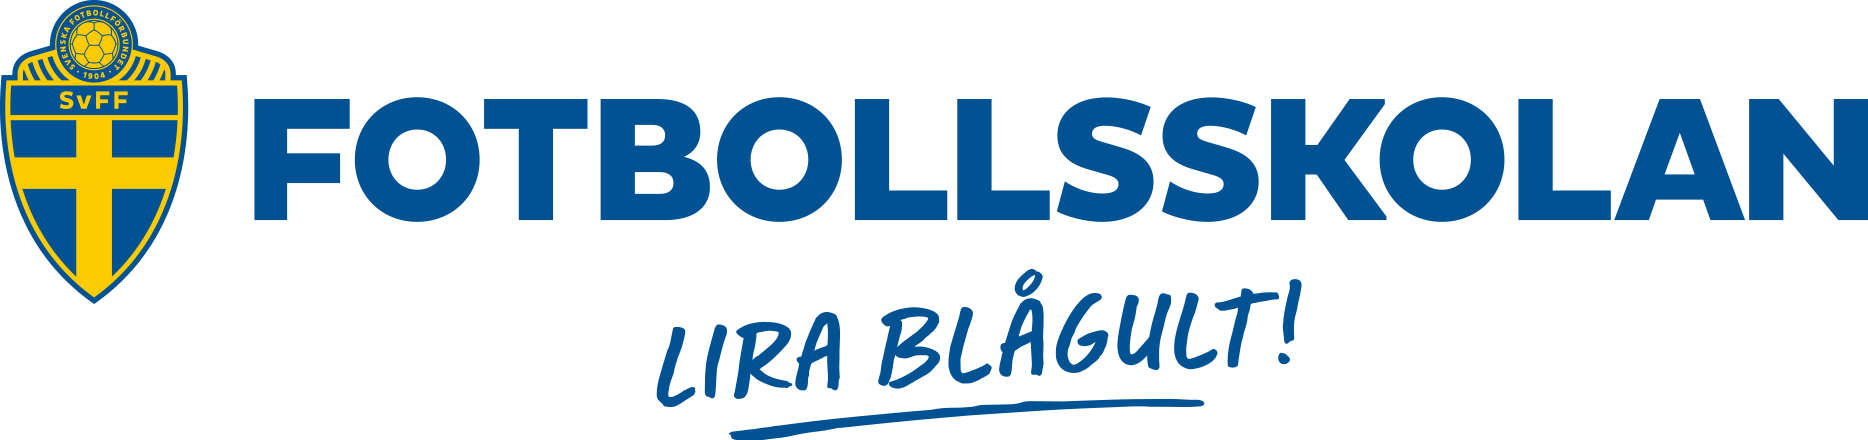 SVENSKA FOTBOLLFÖRBUNDET
· 1904 ·
SvFF
FOTBOLLSSKOLAN
LIRA BLÅGULT!